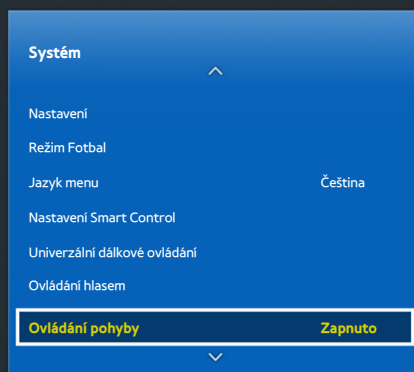 Systém
Nastavení
Režim Fotbal
Jazyk menu Čeština
Nastavení Smart Control
Univerzální dálkové ovládání
Ovládání hlasem
Ovládání pohyby Zapnuto